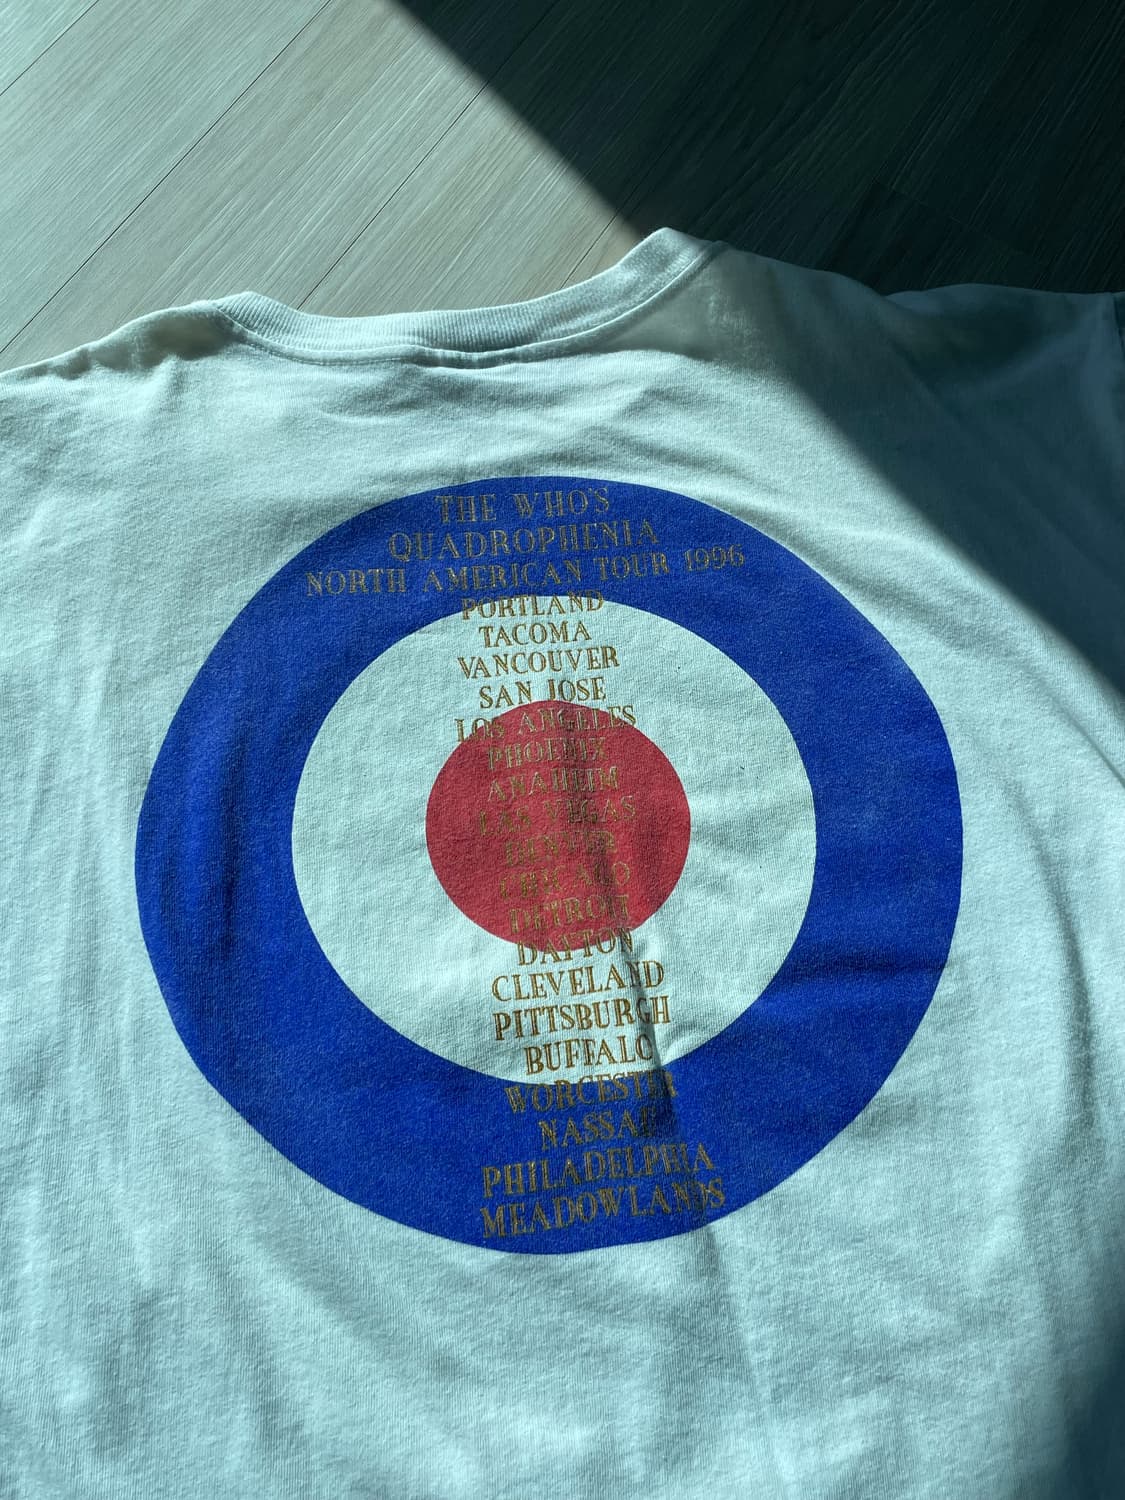 THE WHO'S
QUADROPHENIA
NORTH AMERICAN TOUR 1996
PORTLAND
TACOMA
VANCOUVER
SAN JOSE
LOS ANGELES
PHOENIX
ANAHEIM
LAS VEGAS
DENVER
CHICAGO
DETROIT
DAYTON
CLEVELAND
PITTSBURGH
BUFFALO
WORCESTER
NASSAU
PHILADELPHIA
MEADOWLANDS